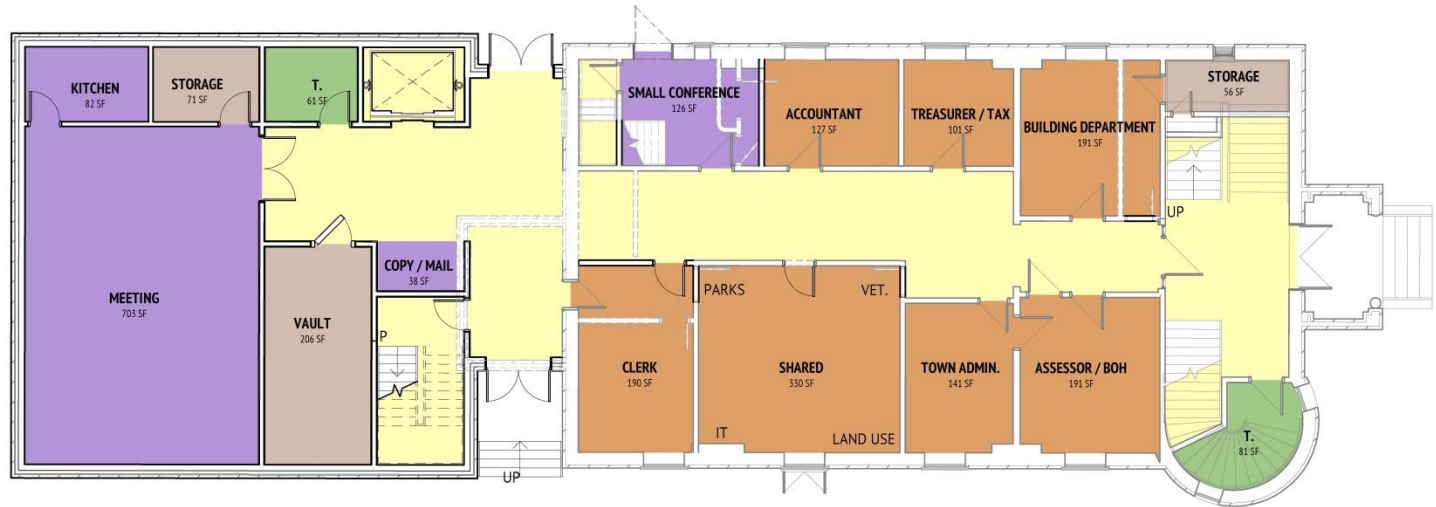 KITCHEN
82 SF
STORAGE
71 SF
T.
61 SF
SMALL CONFERENCE
126 SF
ACCOUNTANT
127 SF
TREASURER / TAX
101 SF
BUILDING DEPARTMENT
191 SF
STORAGE
56 SF
UP
MEETING
703 SF
VAULT
206 SF
COPY / MAIL
38 SF
P
UP
CLERK
190 SF
PARKS
VET.
SHARED
330 SF
IT
LAND USE
TOWN ADMIN.
141 SF
ASSESSOR / BOH
191 SF
T.
81 SF